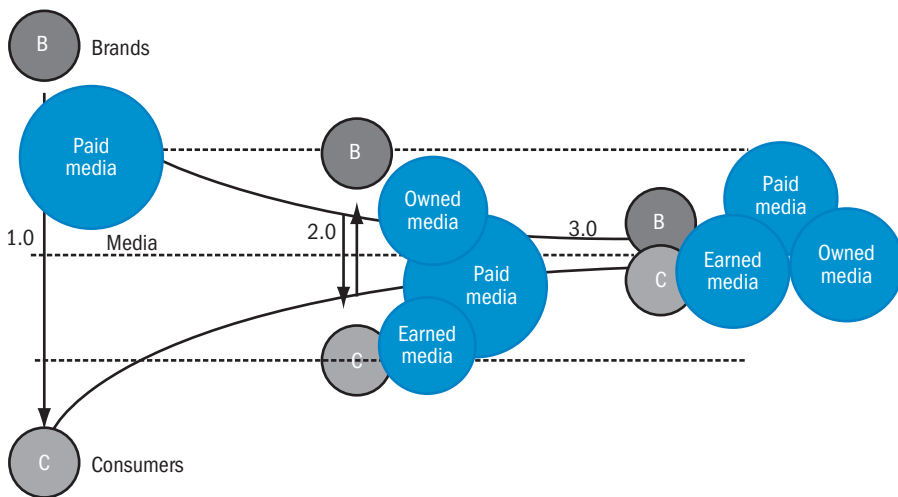 B
Brands
Paid
media
1.0
Media
C
Consumers
B
Owned
media
2.0
Paid
media
Earned
media
C
3.0
B
C
Paid
media
Earned
media
Owned
media